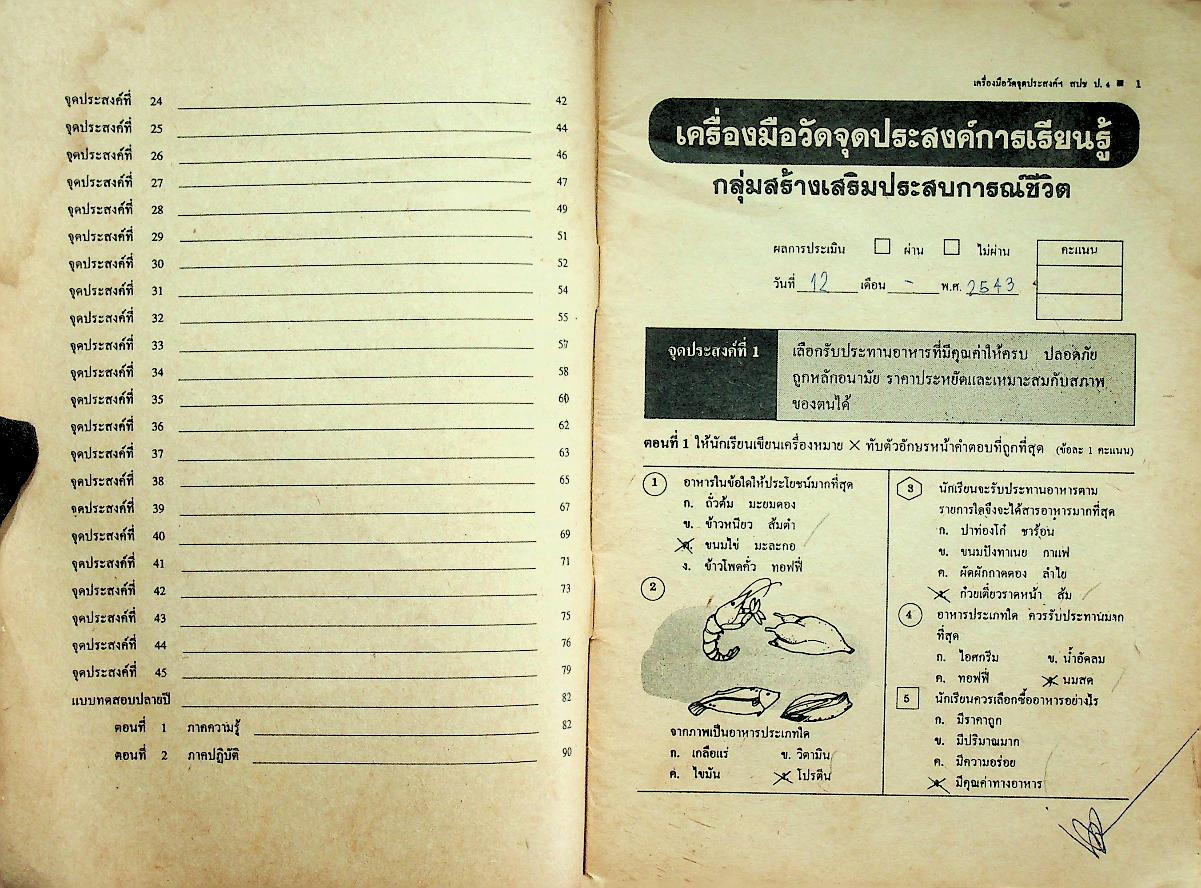 จุดประสงค์ที่ 24 42
จุดประสงค์ที่ 25 44
จุดประสงค์ที่ 26 46
จุดประสงค์ที่ 27 47
จุดประสงค์ที่ 28 49
จุดประสงค์ที่ 29 51
จุดประสงค์ที่ 30 52
จุดประสงค์ที่ 31 54
จุดประสงค์ที่ 32 55
จุดประสงค์ที่ 33 57
จุดประสงค์ที่ 34 58
จุดประสงค์ที่ 35 60
จุดประสงค์ที่ 36 62
จุดประสงค์ที่ 37 63
จุดประสงค์ที่ 38 65
จุดประสงค์ที่ 39 67
จุดประสงค์ที่ 40 69
จุดประสงค์ที่ 41 71
จุดประสงค์ที่ 42 73
จุดประสงค์ที่ 43 75
จุดประสงค์ที่ 44 76
จุดประสงค์ที่ 45 79
แบบทดสอบปลายปี 82
ตอนที่ 1 ภาคความรู้ 82
ตอนที่ 2 ภาคปฏิบัติ 90
เครื่องมือวัดจุดประสงค์ฯ สปช ป. 4 ■ 1
เครื่องมือวัดจุดประสงค์การเรียนรู้
กลุ่มสร้างเสริมประสบการณ์ชีวิต
ผลการประเมิน ☐ ผ่าน ☐ ไม่ผ่าน
คะแนน
วันที่ 12 เดือน - พ.ศ. 2543
จุดประสงค์ที่ 1
เลือกรับประทานอาหารที่มีคุณค่าให้ครบ ปลอดภัย
ถูกหลักอนามัย ราคาประหยัดและเหมาะสมกับสภาพ
ของตนได้
ตอนที่ 1 ให้นักเรียนเขียนเครื่องหมาย × ทับตัวอักษรหน้าคำตอบที่ถูกที่สุด (ข้อละ 1 คะแนน)
1 อาหารในข้อใดให้ประโยชน์มากที่สุด
ก. ถั่วต้ม มะยมดอง
ข. ข้าวเหนียว ส้มตำ
ค. ขนมไข่ มะละกอ
ง. ข้าวโพดคั่ว ทอฟฟี่
2
จากภาพเป็นอาหารประเภทใด
ก. เกลือแร่ ข. วิตามิน
ค. ไขมัน ง. โปรตีน
3 นักเรียนจะรับประทานอาหารตาม
รายการใดจึงจะได้สารอาหารมากที่สุด
ก. ปาท่องโก๋ ชาร้อน
ข. ขนมปังทาเนย กาแฟ
ค. ผัดผักกาดดอง ลำไย
ง. ก๋วยเตี๋ยวราดหน้า ส้ม
4 อาหารประเภทใด ควรรับประทานมาก
ที่สุด
ก. ไอศกรีม ข. น้ำอัดลม
ค. ทอฟฟี่ ง. นมสด
5 นักเรียนควรเลือกซื้ออาหารอย่างไร
ก. มีราคาถูก
ข. มีปริมาณมาก
ค. มีความอร่อย
ง. มีคุณค่าทางอาหาร